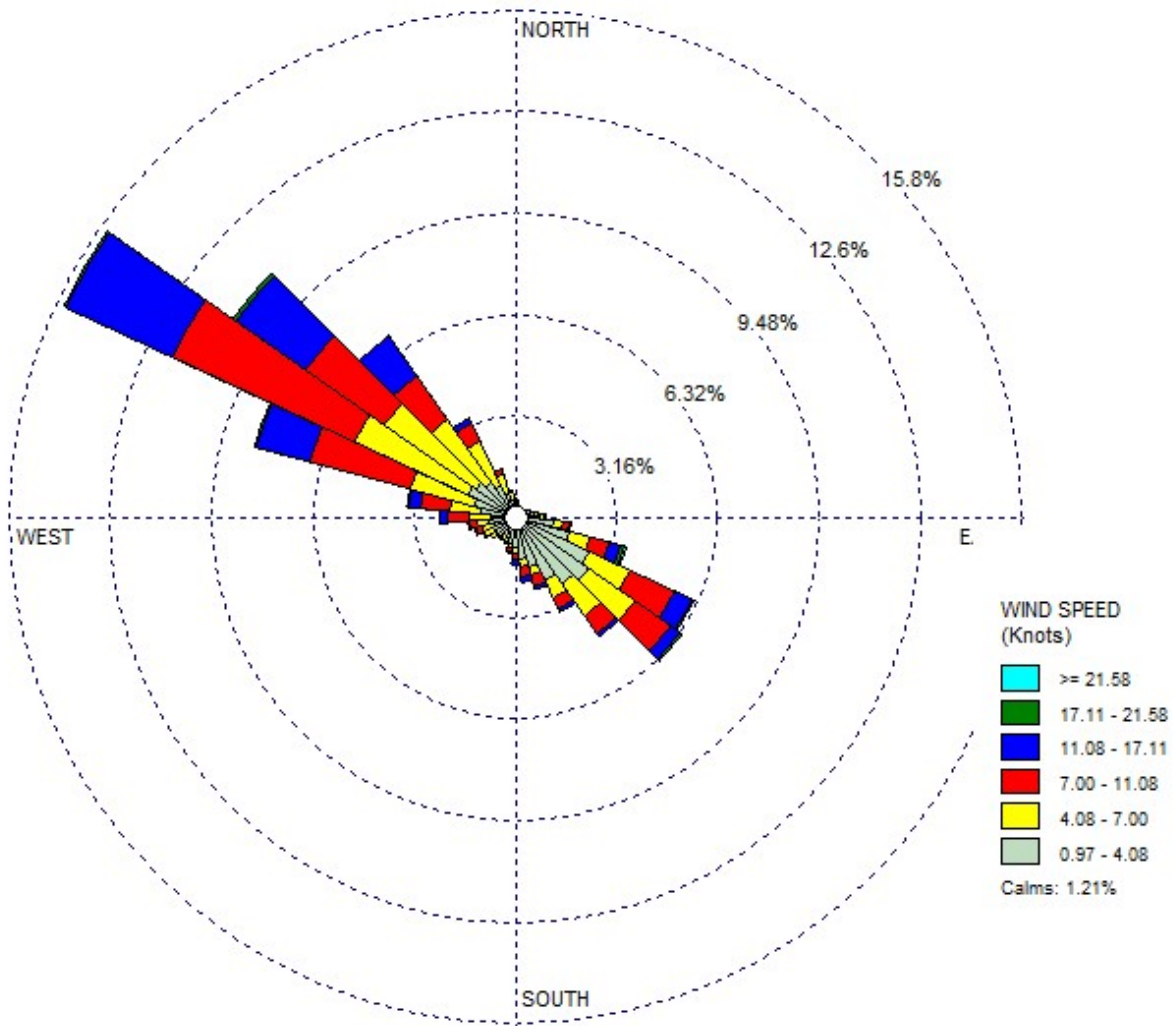 NORTH
15.8%
12.6%
9.48%
6.32%
3.16%
WEST
E.
SOUTH
WIND SPEED
(Knots)
>= 21.58
17.11 - 21.58
11.08 - 17.11
7.00 - 11.08
4.08 - 7.00
0.97 - 4.08
Calms: 1.21%